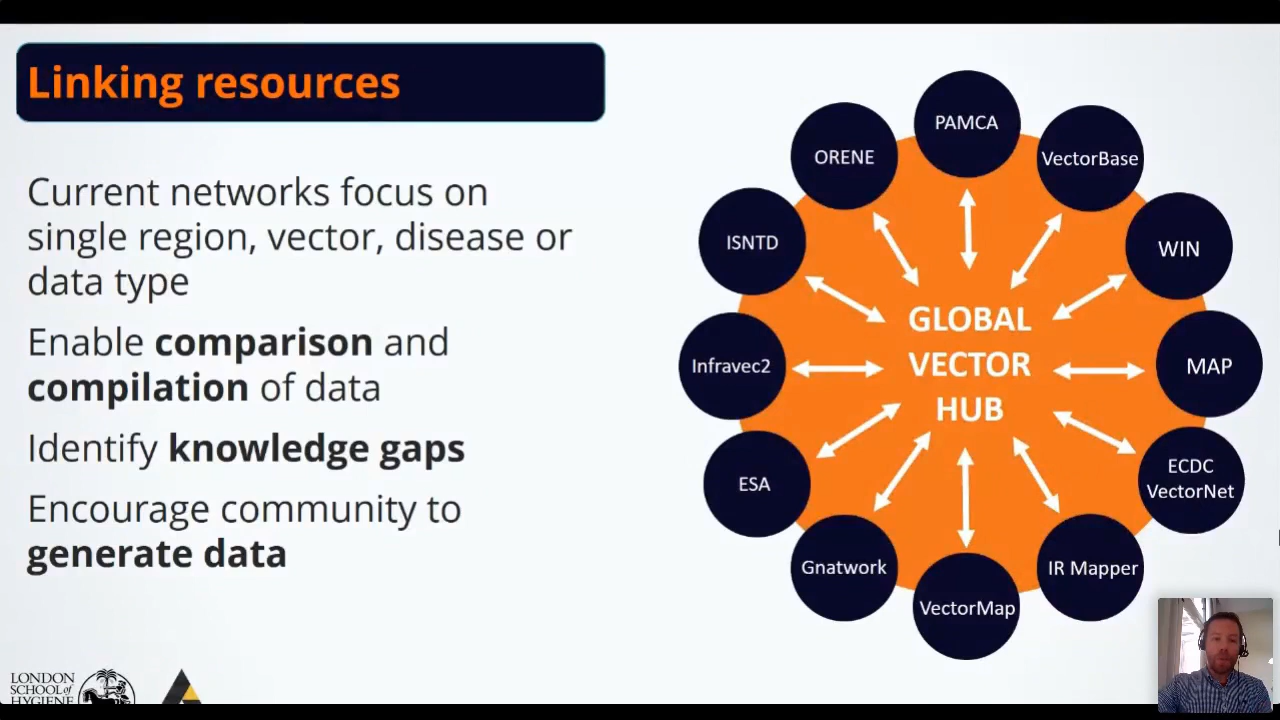 Linking resources
Current networks focus on
single region, vector, disease or
data type
Enable comparison and
compilation of data
Identify knowledge gaps
Encourage community to
generate data
PAMCA
ORENE
VectorBase
ISNTD
WIN
GLOBAL
VECTOR
HUB
Infravec2
MAP
ESA
ECDC
VectorNet
Gnatwork
IR Mapper
VectorMap
LONDON
SCHOOL of
HYGIENE